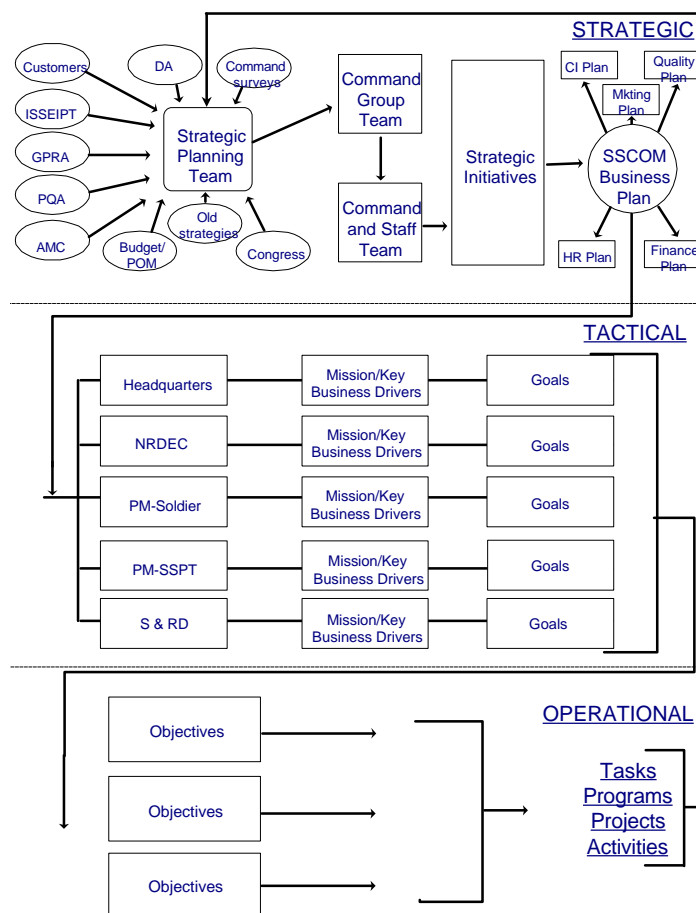 STRATEGIC
Customers
DA
Command
surveys
ISSEIPT
GPRA
PQA
AMC
Budget/
POM
Old
strategies
Congress
Strategic
Planning
Team
Command
Group
Team
Command
and Staff
Team
Strategic
Initiatives
CI Plan
Quality
Plan
Mkting
Plan
SSCOM
Business
Plan
HR Plan
Finance
Plan
TACTICAL
Headquarters
Mission/Key
Business Drivers
Goals
NRDEC
Mission/Key
Business Drivers
Goals
PM-Soldier
Mission/Key
Business Drivers
Goals
PM-SSPT
Mission/Key
Business Drivers
Goals
S & RD
Mission/Key
Business Drivers
Goals
OPERATIONAL
Objectives
Objectives
Objectives
Tasks
Programs
Projects
Activities